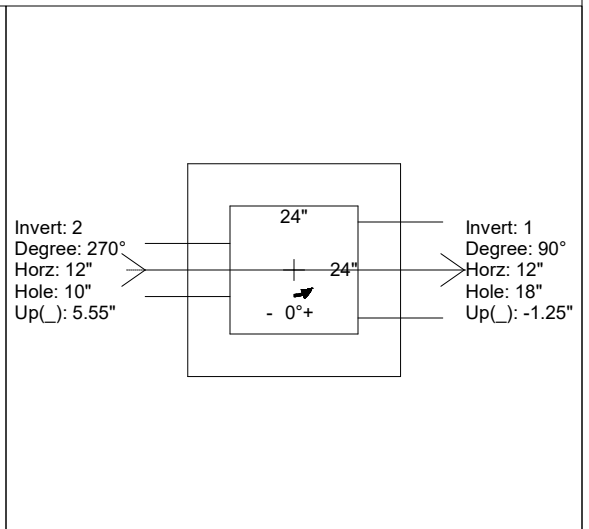 24"
Invert: 2
Degree: 270°
Horz: 12"
Hole: 10"
Up(_): 5.55"
24"
- 0°+
Invert: 1
Degree: 90°
Horz: 12"
Hole: 18"
Up(_): -1.25"